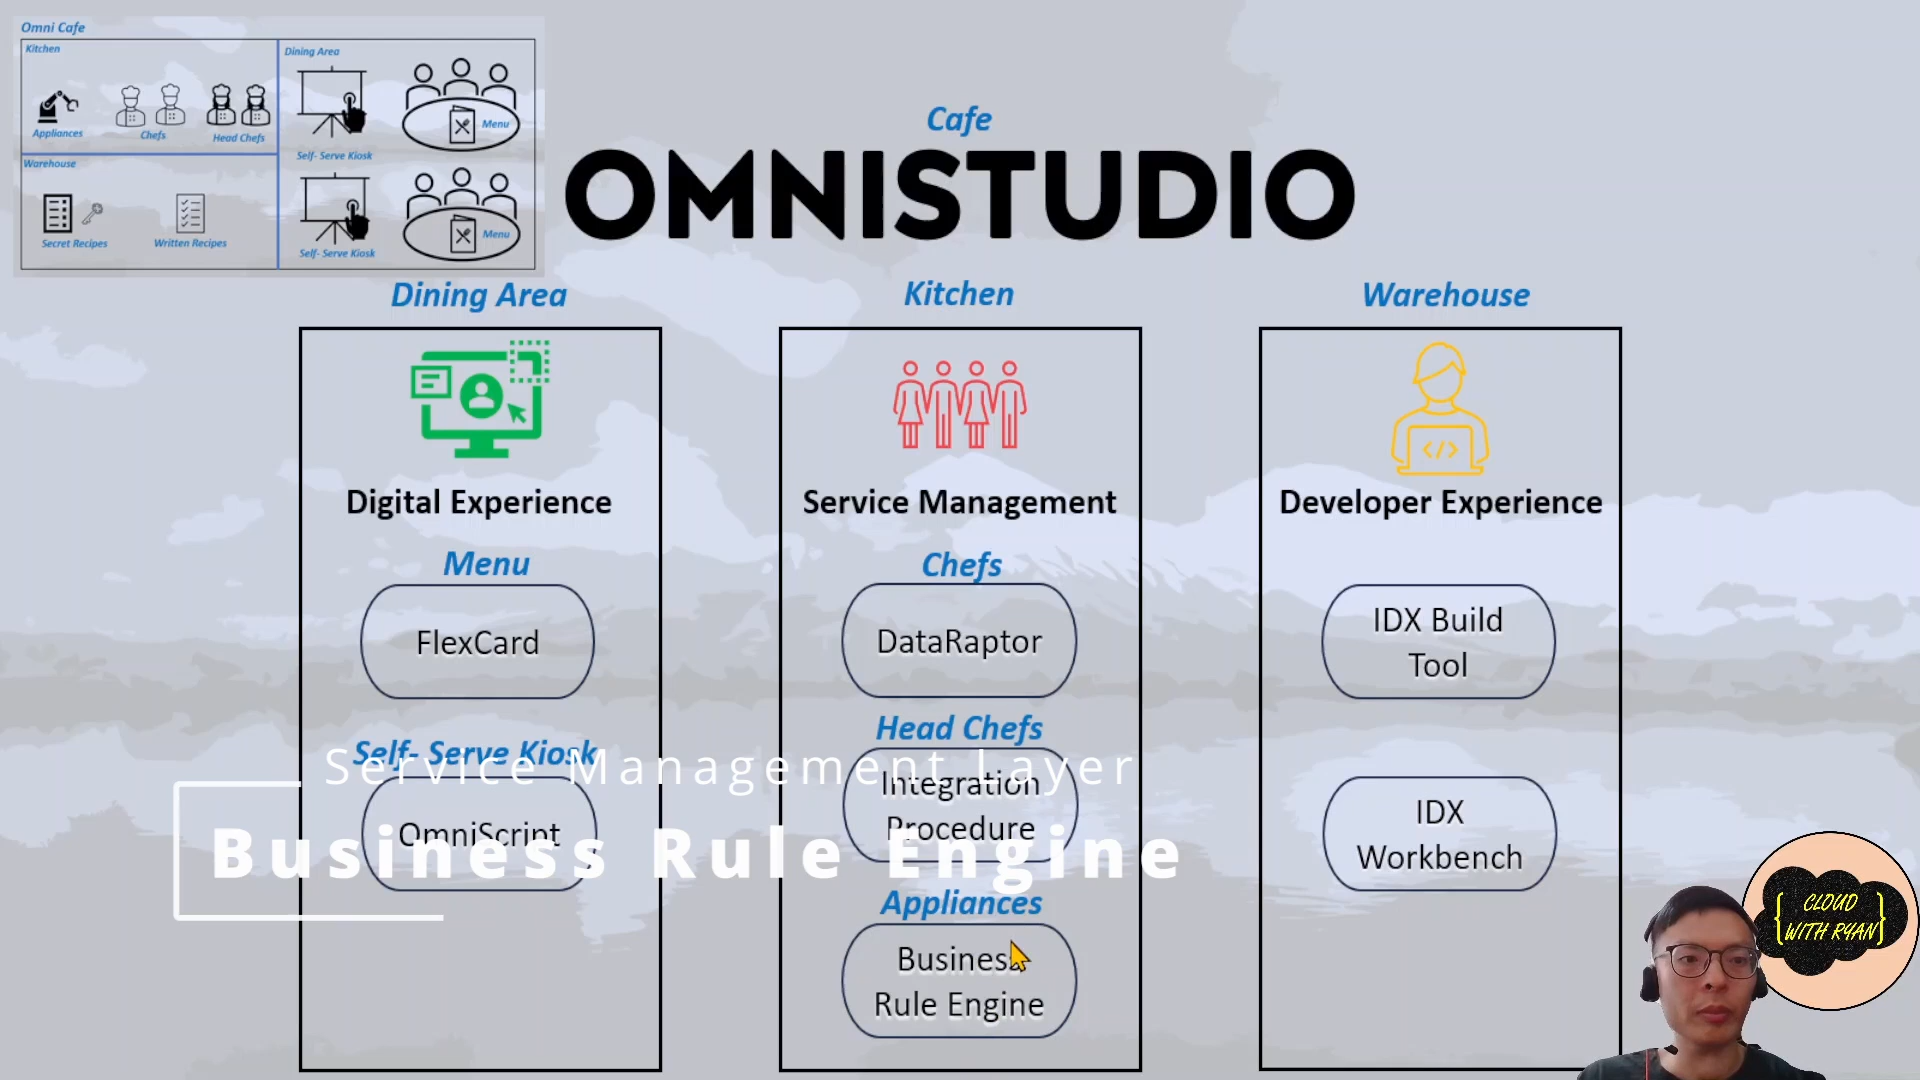 Omni Cafe
Kitchen
Appliances
Chefs
Head Chefs
Warehouse
Secret Recipes
Written Recipes
Dining Area
Self- Serve Kiosk
Menu
Self- Serve Kiosk
Menu
Cafe
OMNISTUDIO
Dining Area
Digital Experience
Menu
FlexCard
Self- Serve Kiosk
OmniScript
Kitchen
Service Management
Chefs
DataRaptor
Head Chefs
Integration
Procedure
Appliances
Business
Rule Engine
Warehouse
</>
Developer Experience
IDX Build
Tool
IDX
Workbench
Service Management Layer
Business Rule Engine
{CLOUD
WITH RYAN}